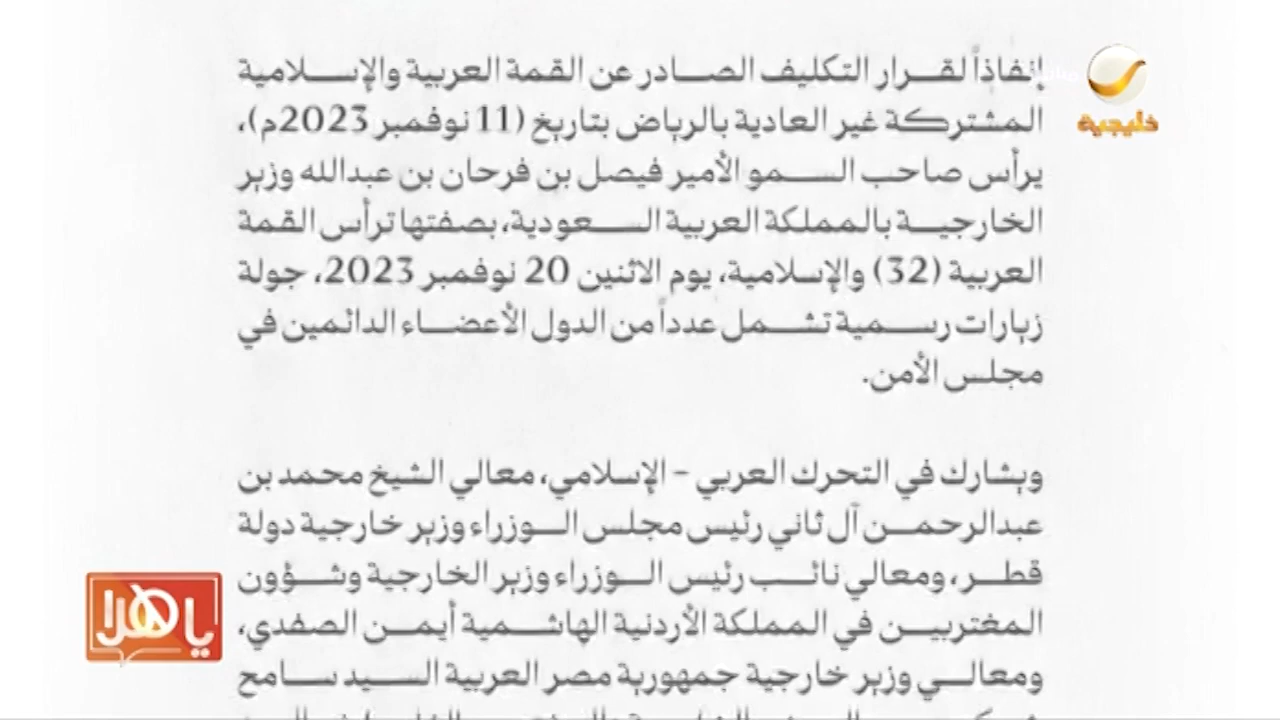 إنفاذاً لقرار التكليف الصادر عن القمة العربية والإسلامية
المشتركة غير العادية بالرياض بتاريخ (11 نوفمبر 2023م)،
يرأس صاحب السمو الأمير فيصل بن فرحان بن عبدالله وزير
الخارجية بالمملكة العربية السعودية، بصفتها ترأس القمة
العربية (32) والإسلامية، يوم الاثنين 20 نوفمبر 2023، جولة
زيارات رسمية تشمل عدداً من الدول الأعضاء الدائمين في
مجلس الأمن.
ويشارك في التحرك العربي - الإسلامي، معالي الشيخ محمد بن
عبدالرحمن آل ثاني رئيس مجلس الوزراء وزير خارجية دولة
قطر، ومعالي نائب رئيس الوزراء وزير الخارجية وشؤون
المغتربين في المملكة الأردنية الهاشمية أيمن الصفدي،
ومعالي وزير خارجية جمهورية مصر العربية السيد سامح
خليجية
ياهلا